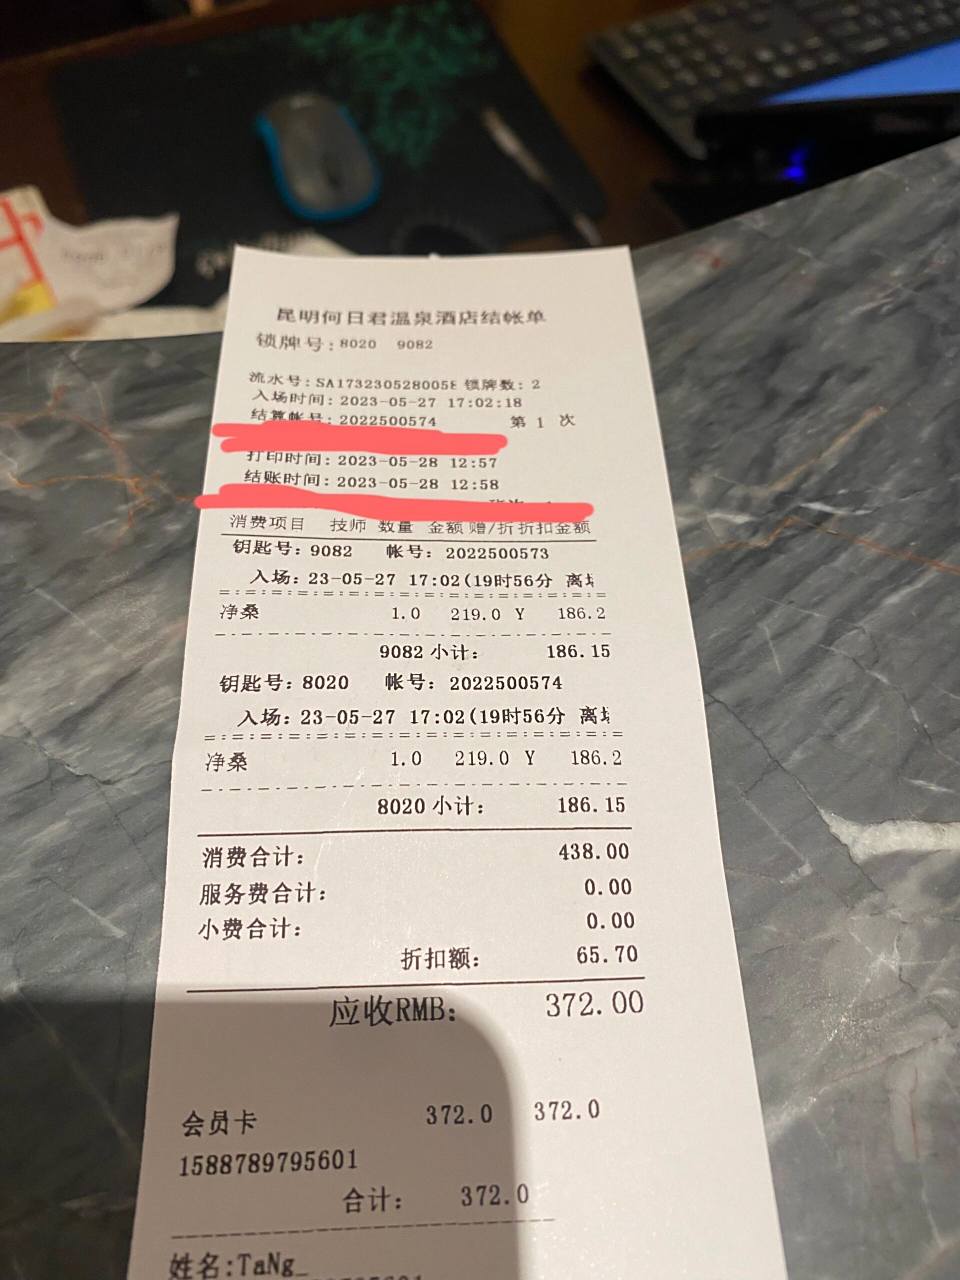 昆明何日君温泉酒店结帐单
锁牌号:8020 9082
流水号:SA173230528005E 锁牌数: 2
入场时间: 2023-05-27 17:02:18
结算帐号: 2022500574 第 1 次
打印时间: 2023-05-28 12:57
结账时间: 2023-05-28 12:58
消费项目 技师 数量 金额 赠/折 折扣金额
钥匙号: 9082 帐号: 2022500573
入场: 23-05-27 17:02(19时56分 离
净桑 1.0 219.0 Y 186.2
9082 小计: 186.15
钥匙号: 8020 帐号: 2022500574
入场: 23-05-27 17:02(19时56分 离
净桑 1.0 219.0 Y 186.2
8020 小计: 186.15
消费合计: 438.00
服务费合计: 0.00
小费合计: 0.00
折扣额: 65.70
应收RMB: 372.00
会员卡 372.0 372.0
1588789795601
合计: 372.0
姓名:TaNg_